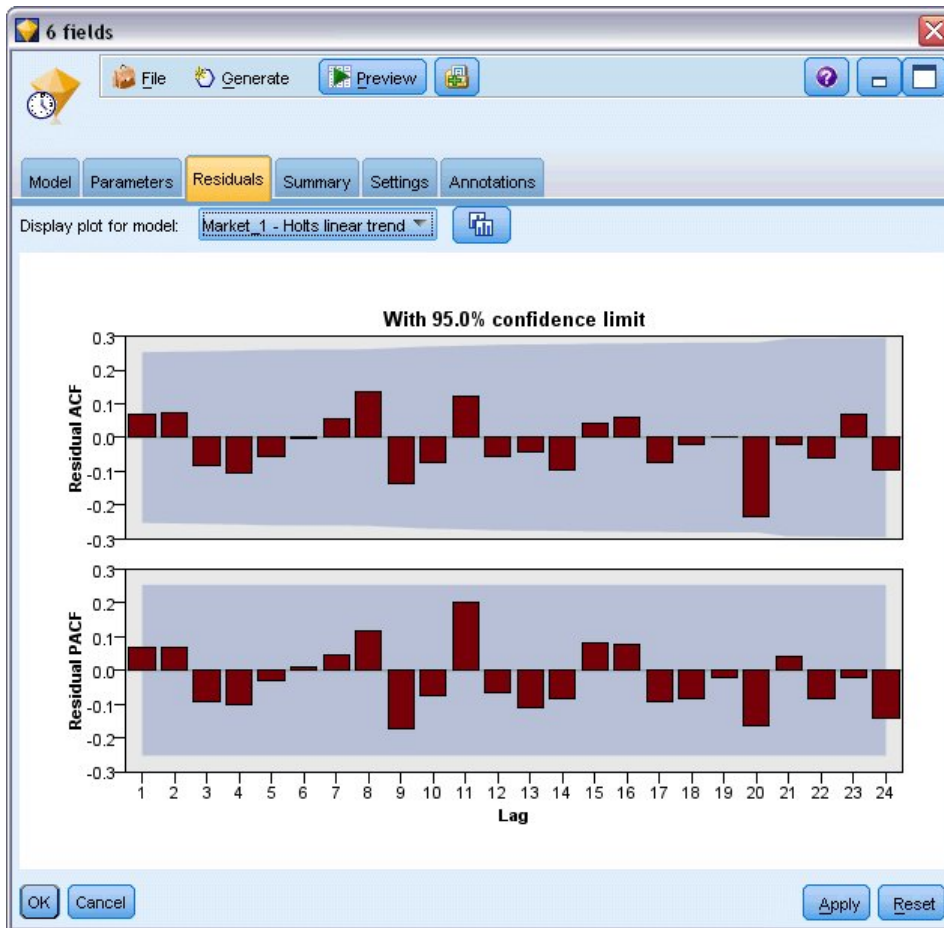 6 fields
File Generate Preview
Model Parameters Residuals Summary Settings Annotations
Display plot for model: Market_1 - Holts linear trend
With 95.0% confidence limit
Residual ACF
0.3
0.2
0.1
0.0
-0.1
-0.2
-0.3
Residual PACF
0.3
0.2
0.1
0.0
-0.1
-0.2
-0.3
1 2 3 4 5 6 7 8 9 10 11 12 13 14 15 16 17 18 19 20 21 22 23 24
Lag
OK Cancel Apply Reset